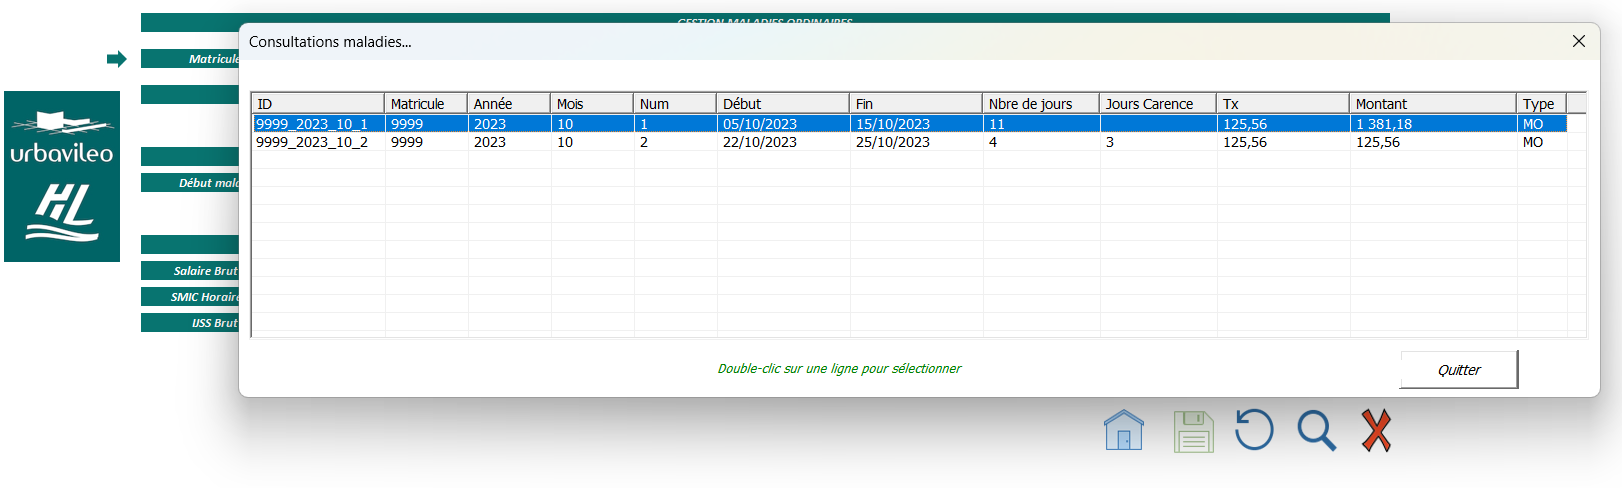 GESTION MALADIES ORDINAIRES
Consultations maladies...
Matricule
ID Matricule Année Mois Num Début Fin Nbre de jours Jours Carence Tx Montant Type
9999_2023_10_1 9999 2023 10 1 05/10/2023 15/10/2023 11 125,56 1 381,18 MO
9999_2023_10_2 9999 2023 10 2 22/10/2023 25/10/2023 4 3 125,56 125,56 MO
urbavileo
Début mala
HL
Salaire Brut
SMIC Horaire
IJSS Brut
Double-clic sur une ligne pour sélectionner
Quitter